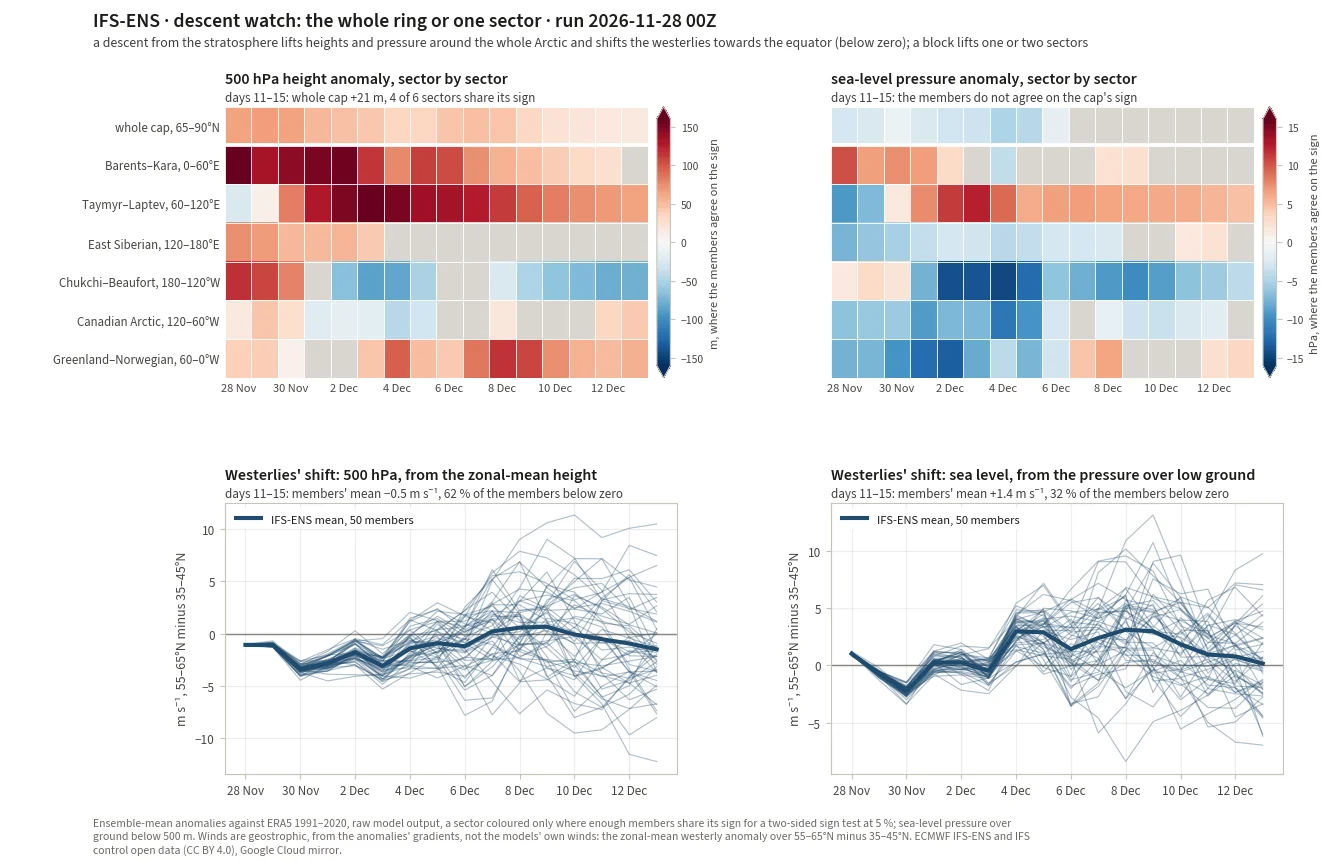 IFS-ENS · descent watch: the whole ring or one sector · run 2026-11-28 00Z
a descent from the stratosphere lifts heights and pressure around the whole Arctic and shifts the westerlies towards the equator (below zero); a block lifts one or two sectors
500 hPa height anomaly, sector by sector
days 11–15: whole cap +21 m, 4 of 6 sectors share its sign
whole cap, 65–90°N
Barents–Kara, 0–60°E
Taymyr–Laptev, 60–120°E
East Siberian, 120–180°E
Chukchi–Beaufort, 180–120°W
Canadian Arctic, 120–60°W
Greenland–Norwegian, 60–0°W
28 Nov 30 Nov 2 Dec 4 Dec 6 Dec 8 Dec 10 Dec 12 Dec
150
100
50
0
−50
−100
−150
m, where the members agree on the sign
sea-level pressure anomaly, sector by sector
days 11–15: the members do not agree on the cap's sign
28 Nov 30 Nov 2 Dec 4 Dec 6 Dec 8 Dec 10 Dec 12 Dec
15
10
5
0
−5
−10
−15
hPa, where the members agree on the sign
Westerlies' shift: 500 hPa, from the zonal-mean height
days 11–15: members' mean −0.5 m s⁻¹, 62 % of the members below zero
IFS-ENS mean, 50 members
m s⁻¹, 55–65°N minus 35–45°N
10
5
0
−5
−10
28 Nov 30 Nov 2 Dec 4 Dec 6 Dec 8 Dec 10 Dec 12 Dec
Westerlies' shift: sea level, from the pressure over low ground
days 11–15: members' mean +1.4 m s⁻¹, 32 % of the members below zero
IFS-ENS mean, 50 members
m s⁻¹, 55–65°N minus 35–45°N
10
5
0
−5
28 Nov 30 Nov 2 Dec 4 Dec 6 Dec 8 Dec 10 Dec 12 Dec
Ensemble-mean anomalies against ERA5 1991–2020, raw model output, a sector coloured only where enough members share its sign for a two-sided sign test at 5 %; sea-level pressure over
ground below 500 m. Winds are geostrophic, from the anomalies' gradients, not the models' own winds: the zonal-mean westerly anomaly over 55–65°N minus 35–45°N. ECMWF IFS-ENS and IFS
control open data (CC BY 4.0), Google Cloud mirror.